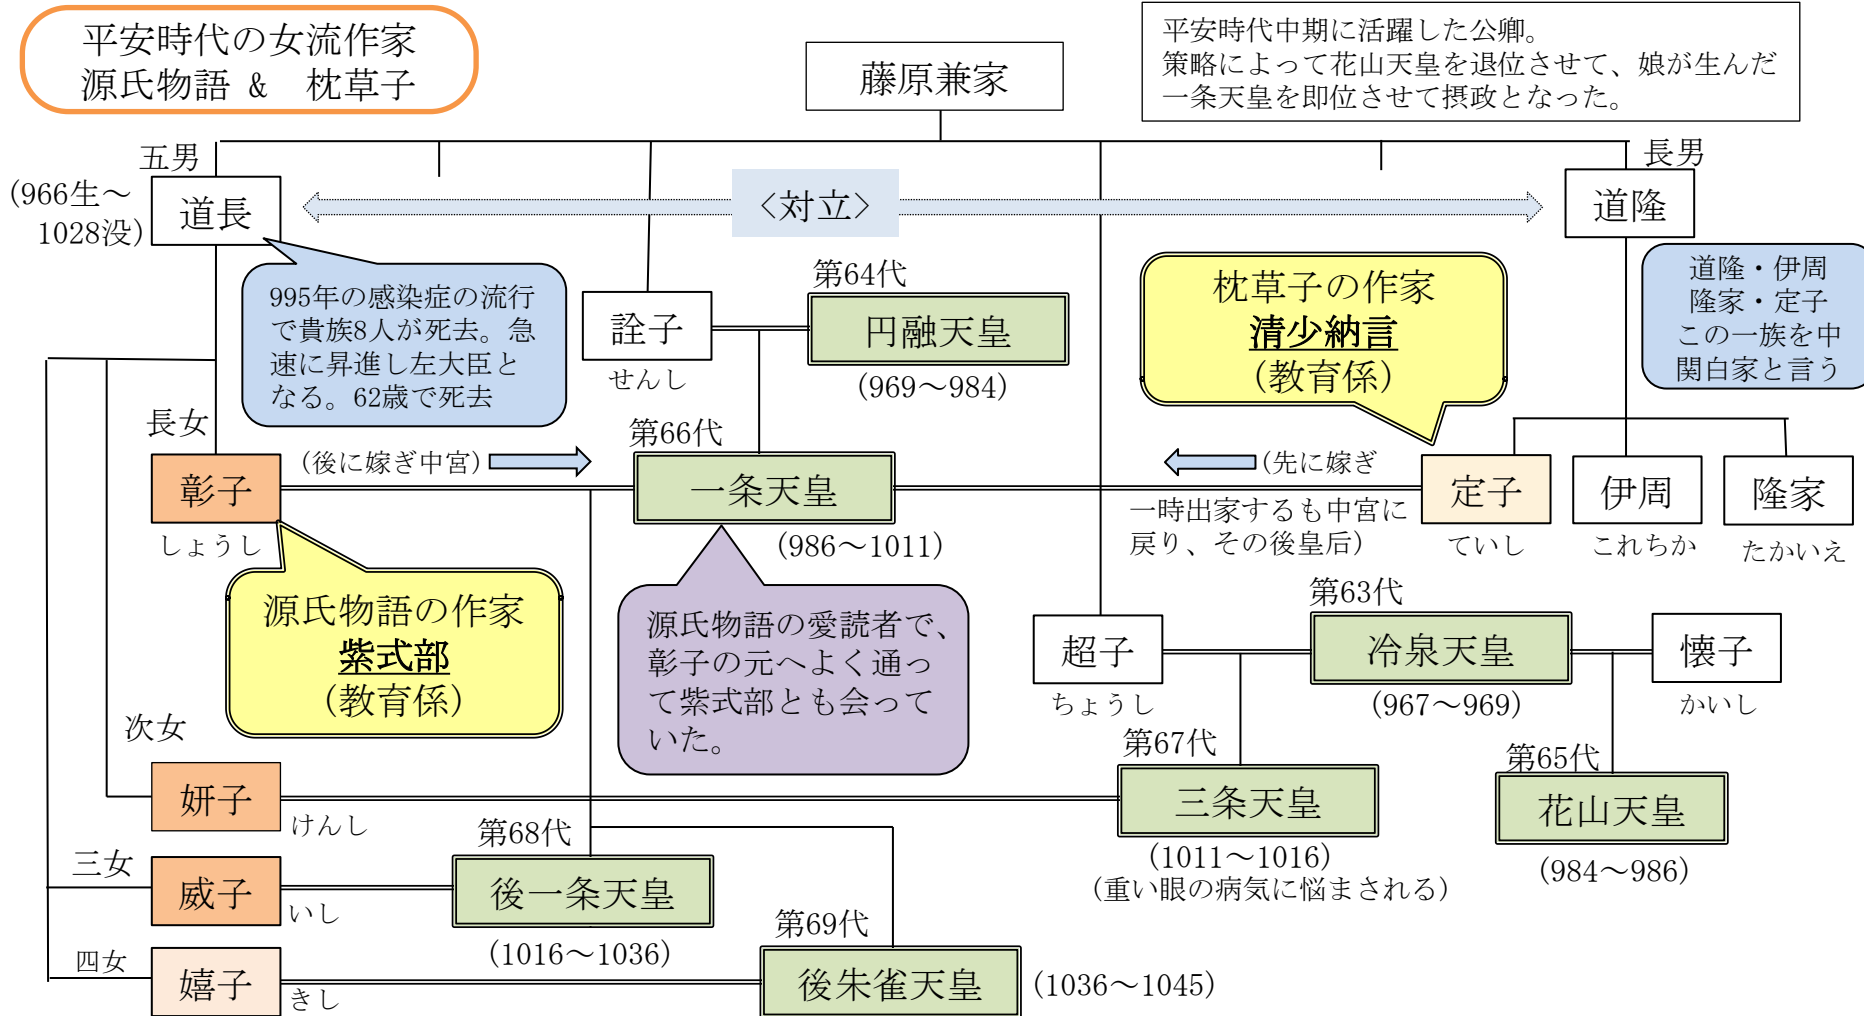 平安時代の女流作家
源氏物語 & 枕草子
藤原兼家
平安時代中期に活躍した公卿。
策略によって花山天皇を退位させて、娘が生んだ
一条天皇を即位させて摂政となった。
五男
長男
(966生～
1028没)
道長
<対立>
道隆
995年の感染症の流行
で貴族8人が死去。急
速に昇進し左大臣と
なる。62歳で死去
詮子
せんし
第64代
円融天皇
(969～984)
枕草子の作家
清少納言
(教育係)
道隆・伊周
隆家・定子
この一族を中
関白家と言う
長女
彰子
しょうし
(後に嫁ぎ中宮)
第66代
一条天皇
(986～1011)
(先に嫁ぎ
一時出家するも中宮に
戻り、その後皇后)
定子
ていし
伊周
これちか
隆家
たかいえ
源氏物語の作家
紫式部
(教育係)
源氏物語の愛読者で、
彰子の元へよく通っ
て紫式部とも会って
いた。
超子
ちょうし
第63代
冷泉天皇
(967～969)
懐子
かいし
次女
妍子
けんし
第67代
三条天皇
(1011～1016)
(重い眼の病気に悩まされる)
第65代
花山天皇
(984～986)
三女
威子
いし
第68代
後一条天皇
(1016～1036)
四女
嬉子
きし
第69代
後朱雀天皇
(1036～1045)